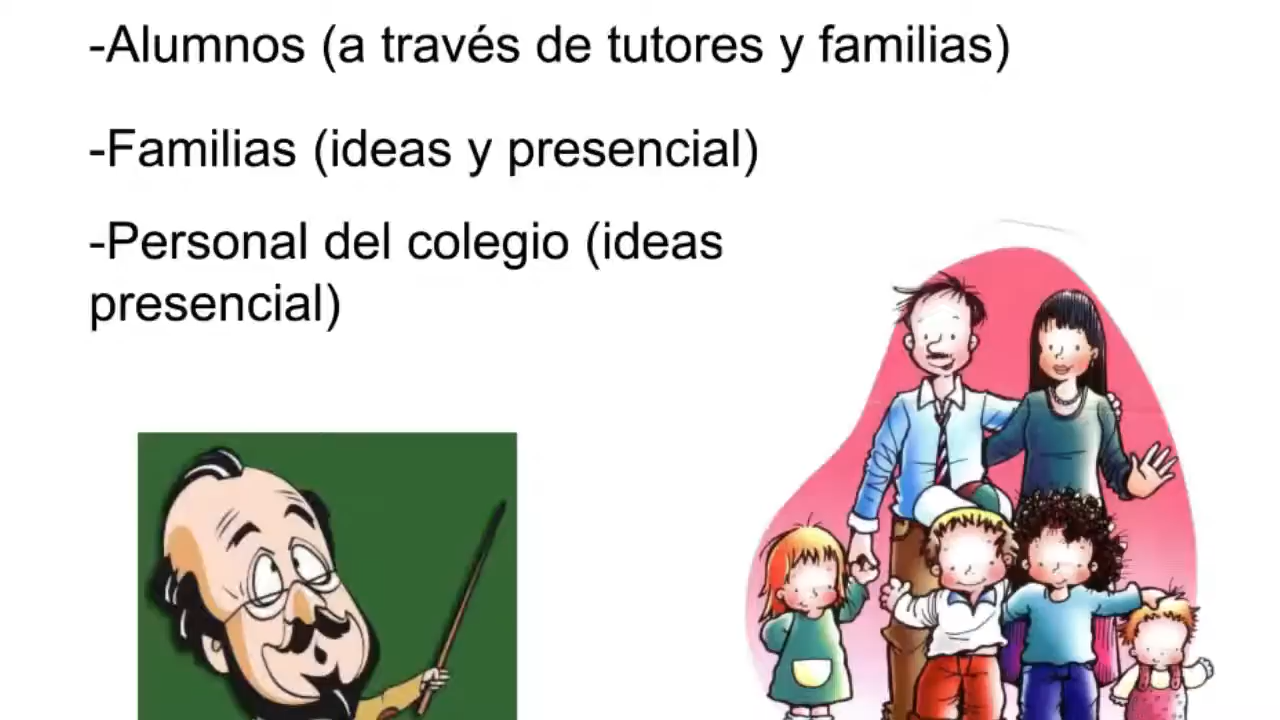 -Alumnos (a través de tutores y familias)
-Familias (ideas y presencial)
-Personal del colegio (ideas
presencial)